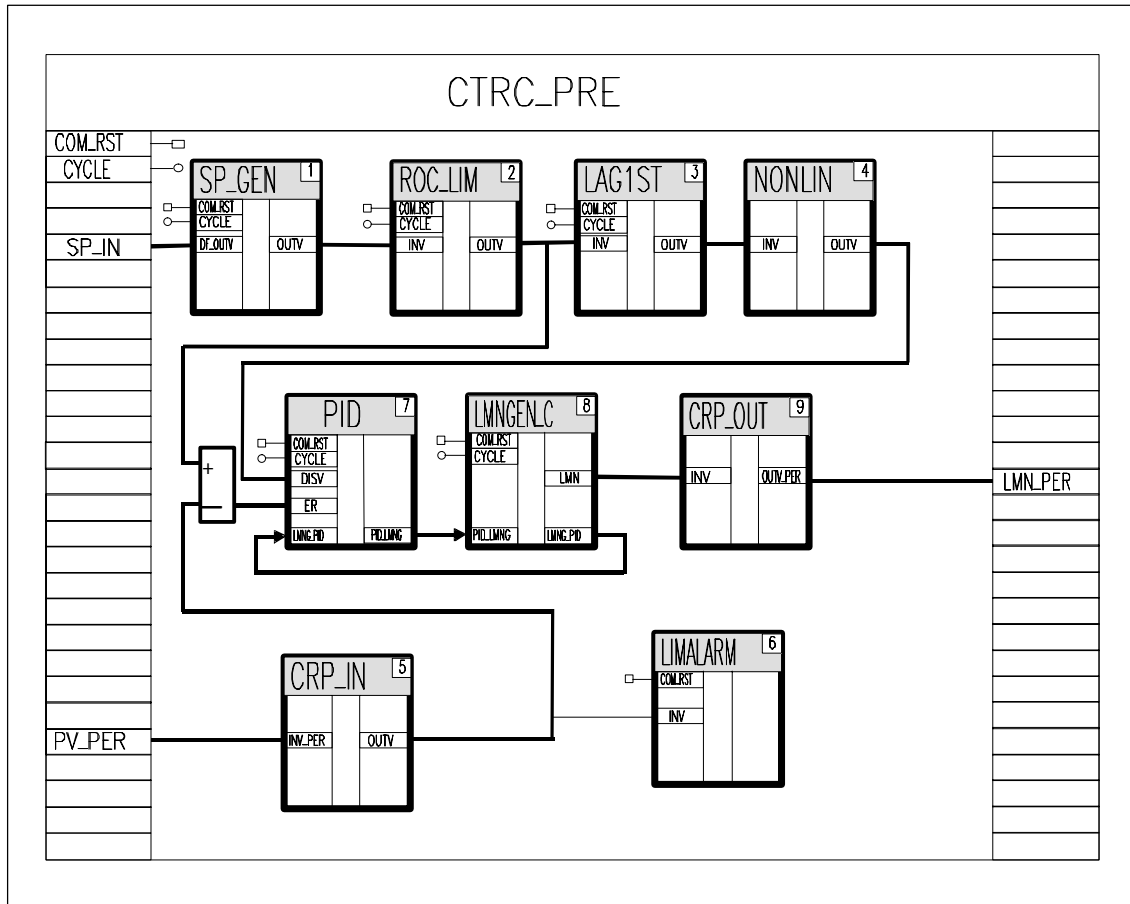 CTRC_PRE
COM_RST
CYCLE
SP_IN
PV_PER
LMN_PER
SP_GEN 1
COM_RST
CYCLE
DF_OUTV OUTV
ROC_LIM 2
COM_RST
CYCLE
INV OUTV
LAG1ST 3
COM_RST
CYCLE
INV OUTV
NONLIN 4
INV OUTV
+
−
PID 7
COM_RST
CYCLE
DISV
ER
LMNG_PID PID_LMNG
LMNGEN_C 8
COM_RST
CYCLE
LMN
PID_LMNG LMNG_PID
CRP_OUT 9
INV OUTV_PER
CRP_IN 5
INV_PER OUTV
LIMALARM 6
COM_RST
INV